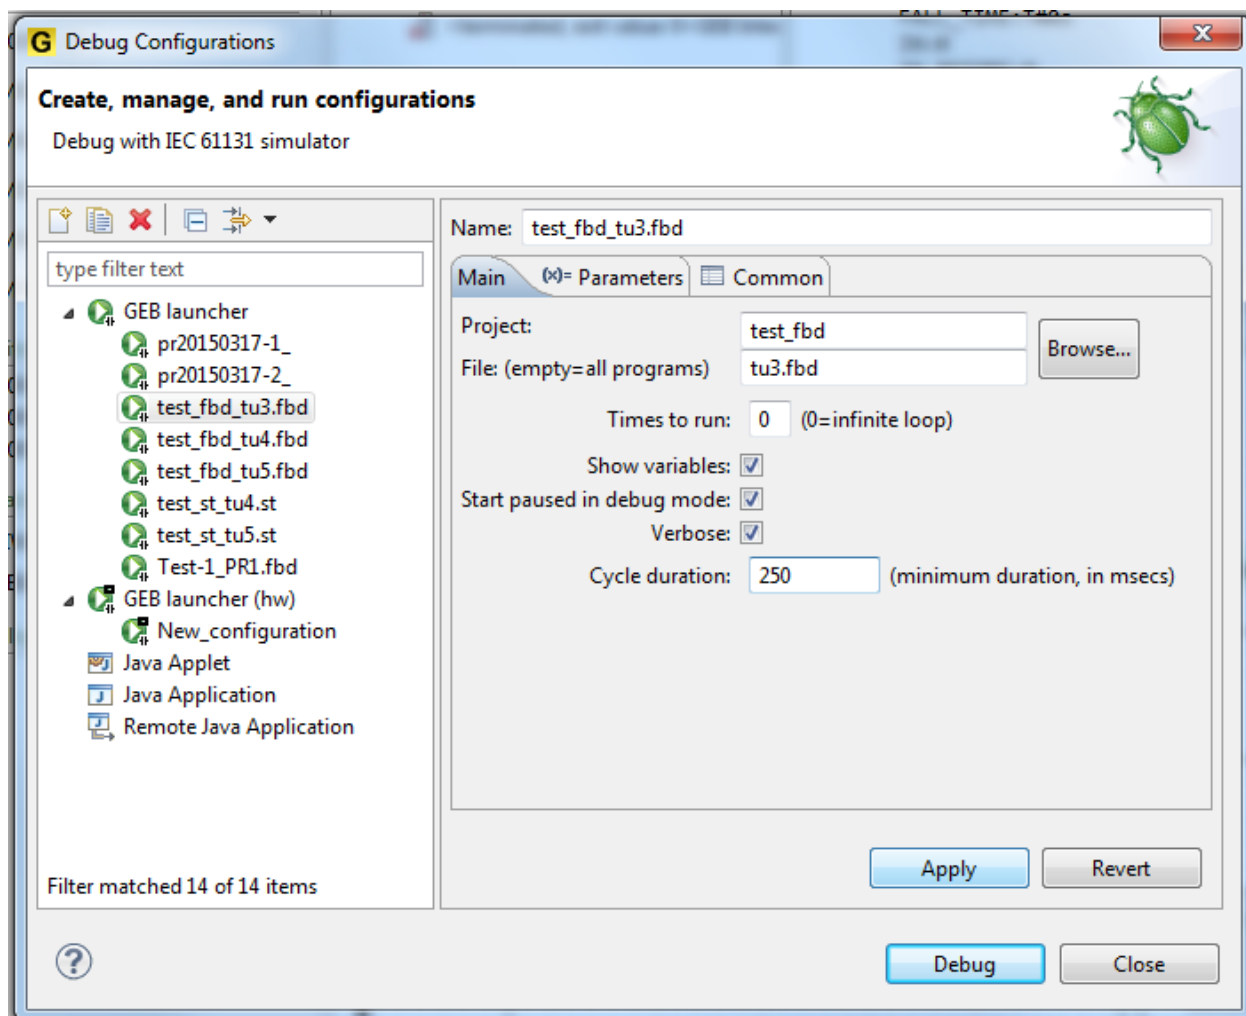 FALL_TIME:T#0s
G Debug Configurations
Create, manage, and run configurations
Debug with IEC 61131 simulator
type filter text
GEB launcher
pr20150317-1_
pr20150317-2_
test_fbd_tu3.fbd
test_fbd_tu4.fbd
test_fbd_tu5.fbd
test_st_tu4.st
test_st_tu5.st
Test-1_PR1.fbd
GEB launcher (hw)
New_configuration
Java Applet
Java Application
Remote Java Application
Filter matched 14 of 14 items
Name: test_fbd_tu3.fbd
Main (x)= Parameters Common
Project: test_fbd
Browse...
File: (empty=all programs) tu3.fbd
Times to run: 0 (0=infinite loop)
Show variables:
Start paused in debug mode:
Verbose:
Cycle duration: 250 (minimum duration, in msecs)
Apply Revert
? Debug Close